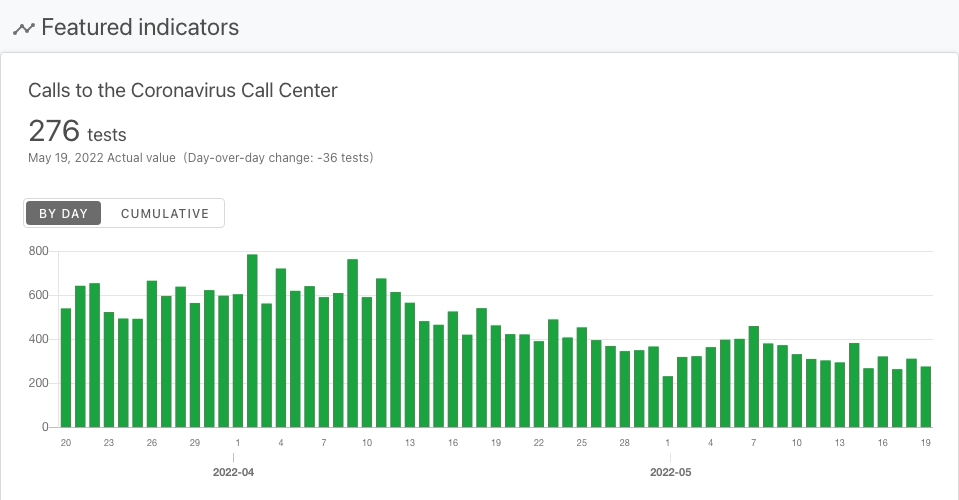 Featured indicators
Calls to the Coronavirus Call Center
276 tests
May 19, 2022 Actual value (Day-over-day change: -36 tests)
BY DAY CUMULATIVE
800
600
400
200
0
20 23 26 29 1 4 7 10 13 16 19 22 25 28 1 4 7 10 13 16 19
2022-04 2022-05